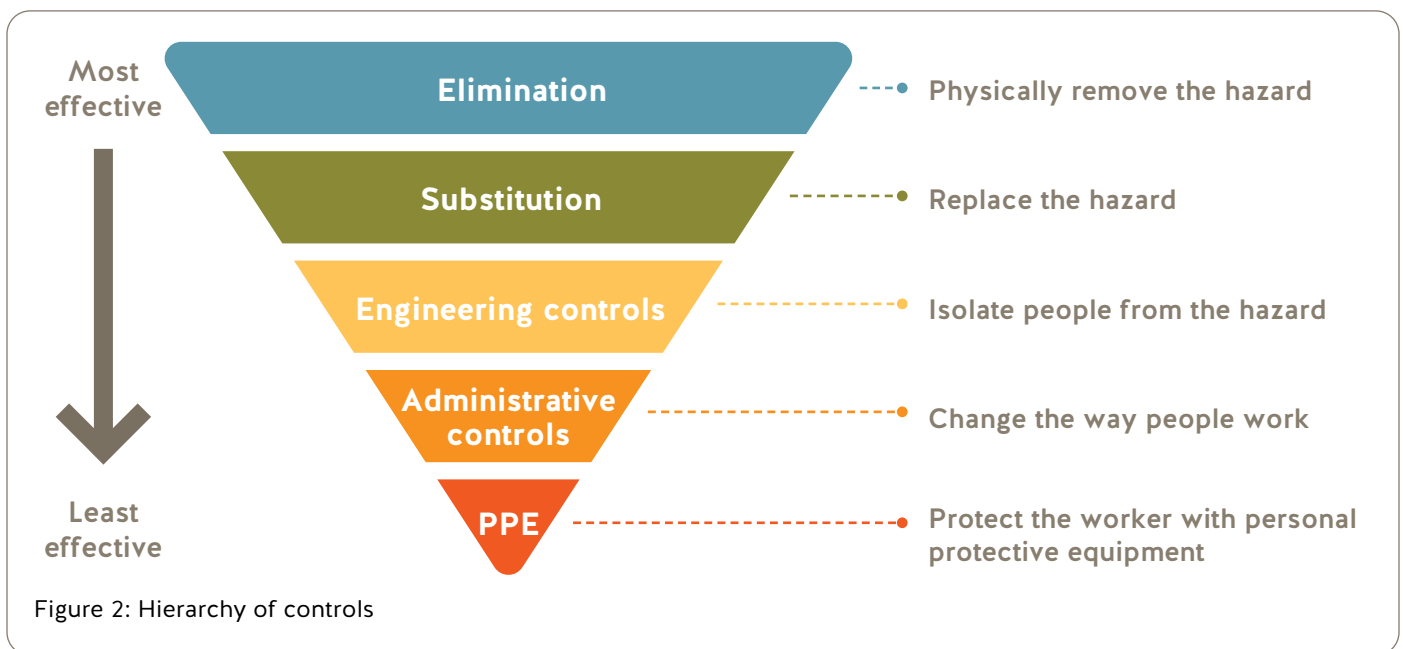 Most
effective
Elimination
Physically remove the hazard
Substitution
Replace the hazard
Engineering controls
Isolate people from the hazard
Administrative
controls
Change the way people work
Least
effective
PPE
Protect the worker with personal
protective equipment
Figure 2: Hierarchy of controls